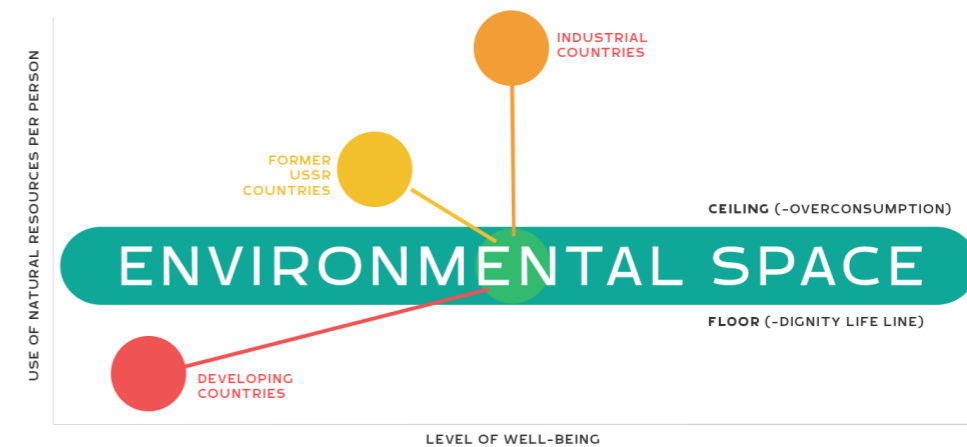 USE OF NATURAL RESOURCES PER PERSON
INDUSTRIAL
COUNTRIES
FORMER
USSR
COUNTRIES
CEILING (-OVERCONSUMPTION)
ENVIRONMENTAL SPACE
FLOOR (-DIGNITY LIFE LINE)
DEVELOPING
COUNTRIES
LEVEL OF WELL-BEING